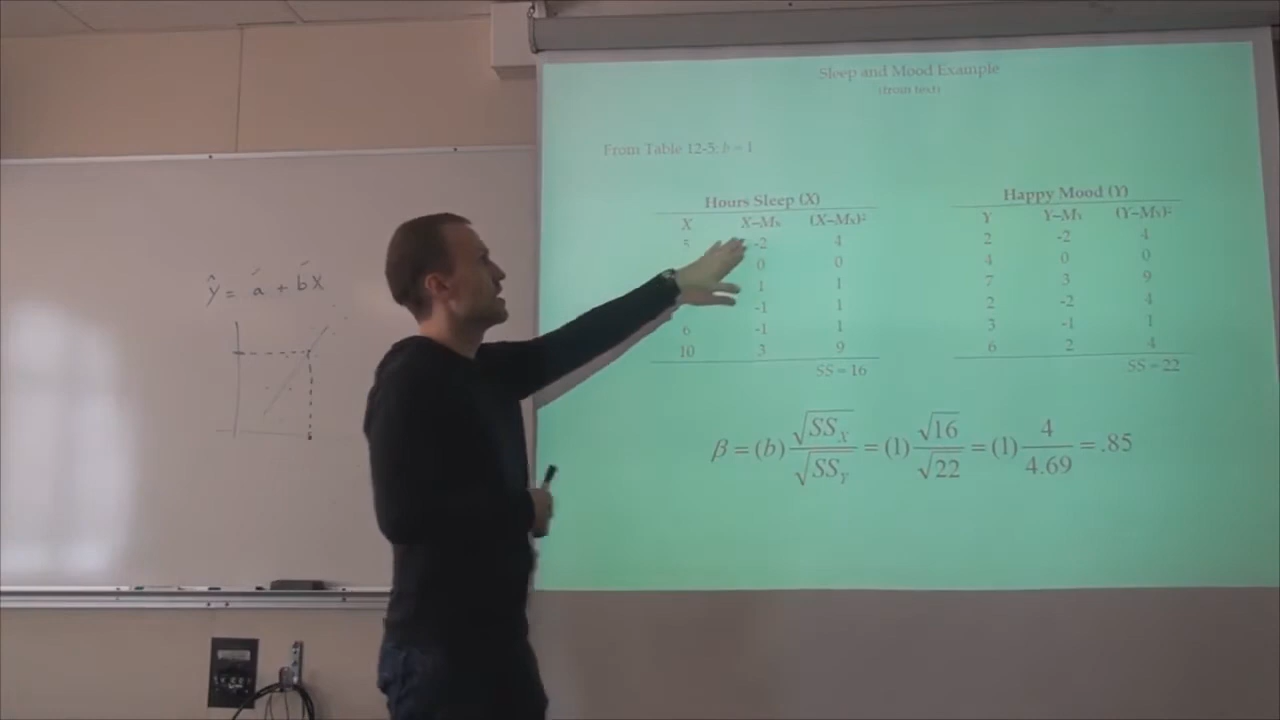 Sleep and Mood Example
(from text)
From Table 12-5: b = 1
Hours Sleep (X)
X X–Mx (X–Mx)²
5 -2 4
0 0
1 1
-1 1
6 -1 1
10 3 9
SS = 16
Happy Mood (Y)
Y Y–My (Y–My)²
2 -2 4
4 0 0
7 3 9
2 -2 4
3 -1 1
6 2 4
SS = 22
ŷ = a + bX
β = (b) √SSX / √SSY = (1) √16 / √22 = (1) 4 / 4.69 = .85